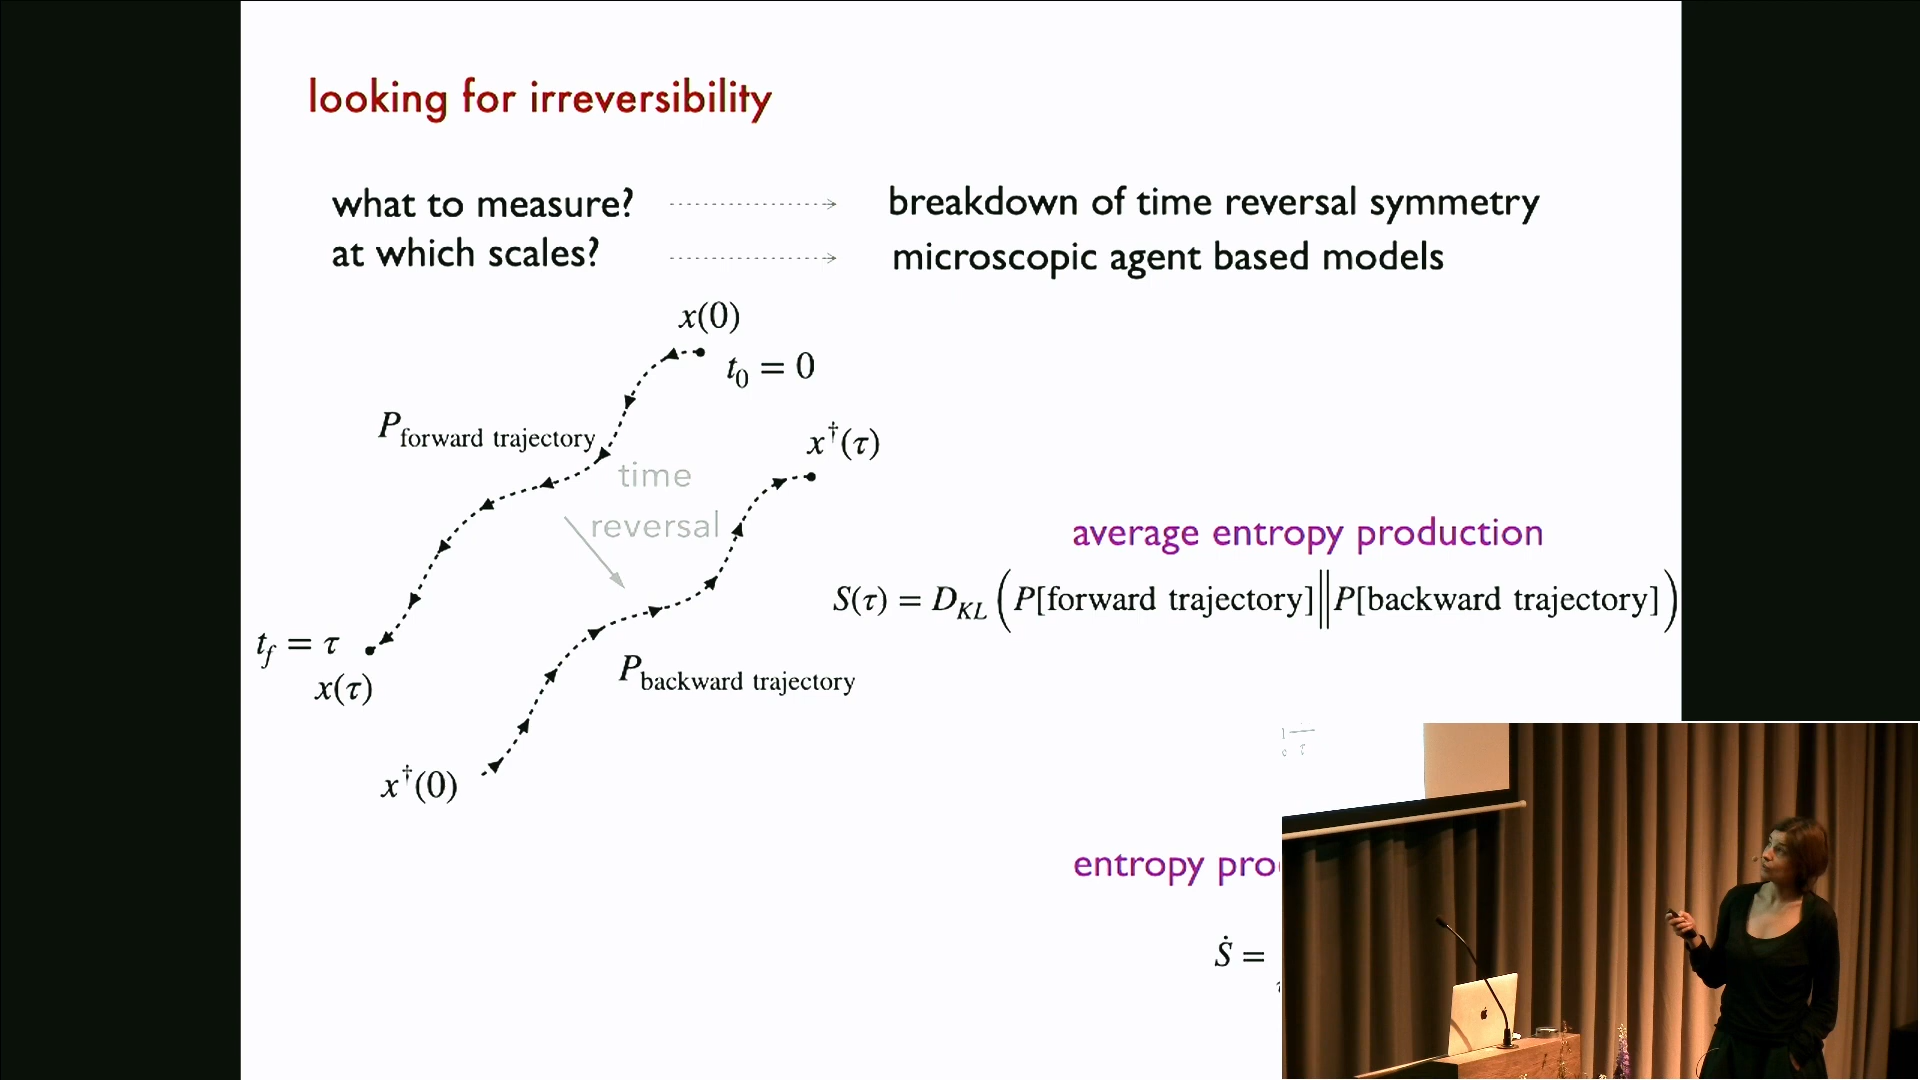 looking for irreversibility
what to measure?
breakdown of time reversal symmetry
at which scales?
microscopic agent based models
x(0)
t₀ = 0
P forward trajectory
x†(τ)
time
reversal
average entropy production
S(τ) = D_KL (P[forward trajectory]‖P[backward trajectory])
t_f = τ
x(τ)
P backward trajectory
x†(0)
entropy pro
Ṡ =